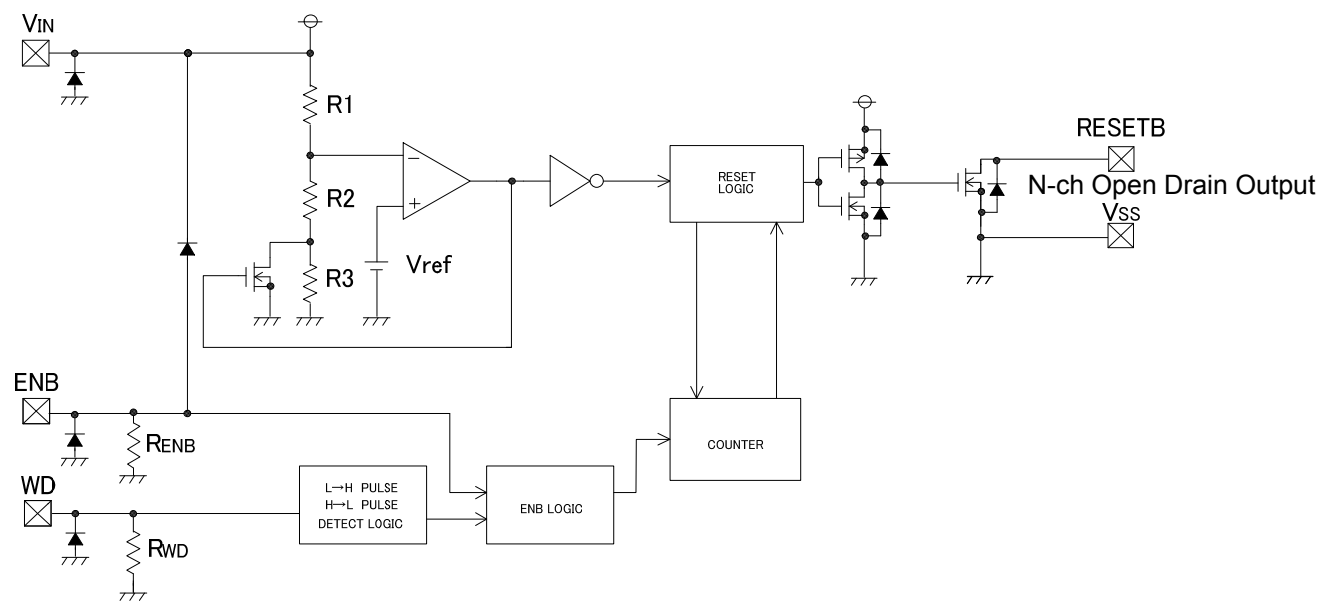 VIN
R1
RESETB
RESET
LOGIC
N-ch Open Drain Output
R2
VSS
Vref
R3
ENB
RENB
COUNTER
WD
L→H PULSE
H→L PULSE
DETECT LOGIC
ENB LOGIC
RWD